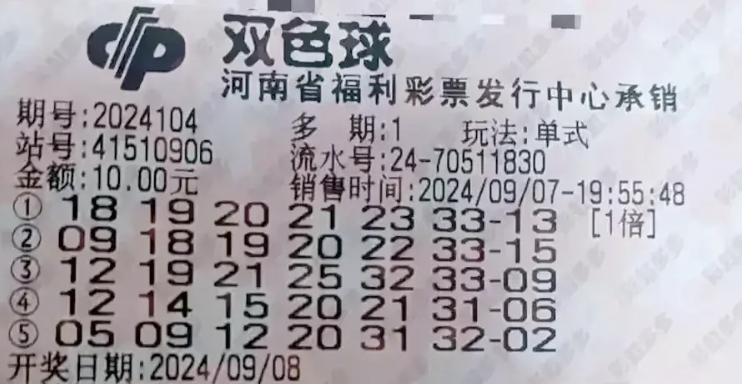 双色球
河南省福利彩票发行中心承销
期号:2024104 多 期:1 玩法:单式
站号:41510906 流水号:24-70511830
金额:10.00元 销售时间:2024/09/07-19:55:48
① 18 19 20 21 23 33-13 [1倍]
② 09 18 19 20 22 33-15
③ 12 19 21 25 32 33-09
④ 12 14 15 20 21 31-06
⑤ 05 09 12 20 31 32-02
开奖日期:2024/09/08